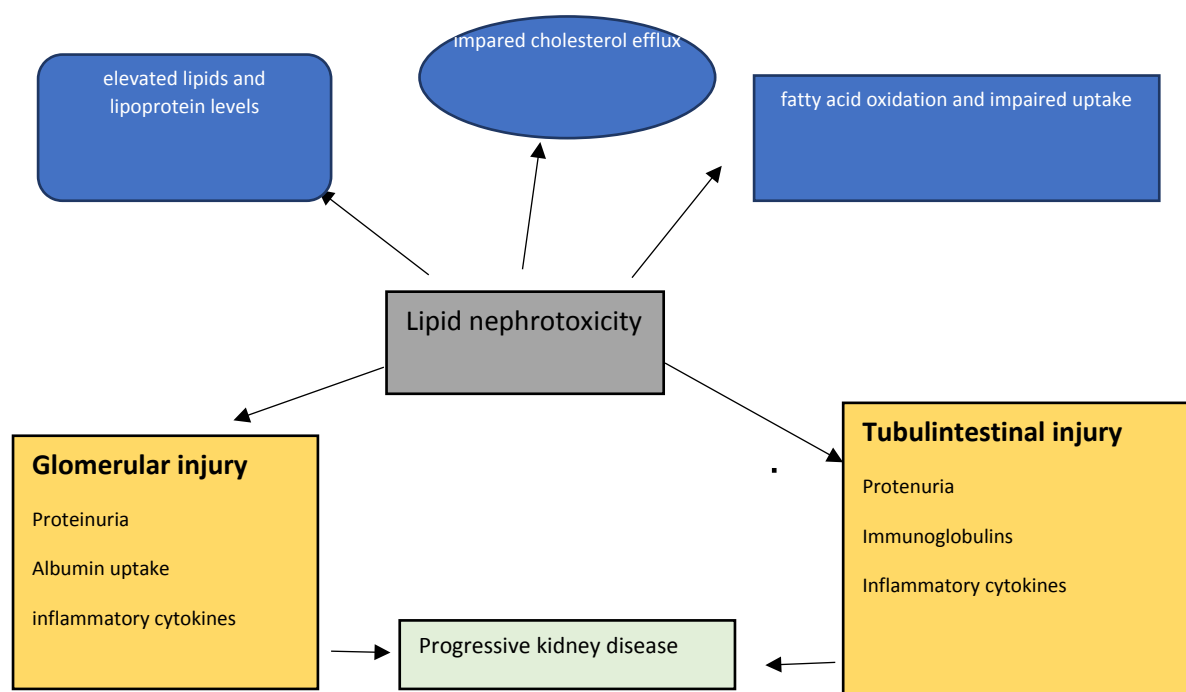 impared cholesterol efflux
elevated lipids and
lipoprotein levels
fatty acid oxidation and impaired uptake
Lipid nephrotoxicity
Glomerular injury
Proteinuria
Albumin uptake
inflammatory cytokines
Tubulintestinal injury
Protenuria
Immunoglobulins
Inflammatory cytokines
Progressive kidney disease